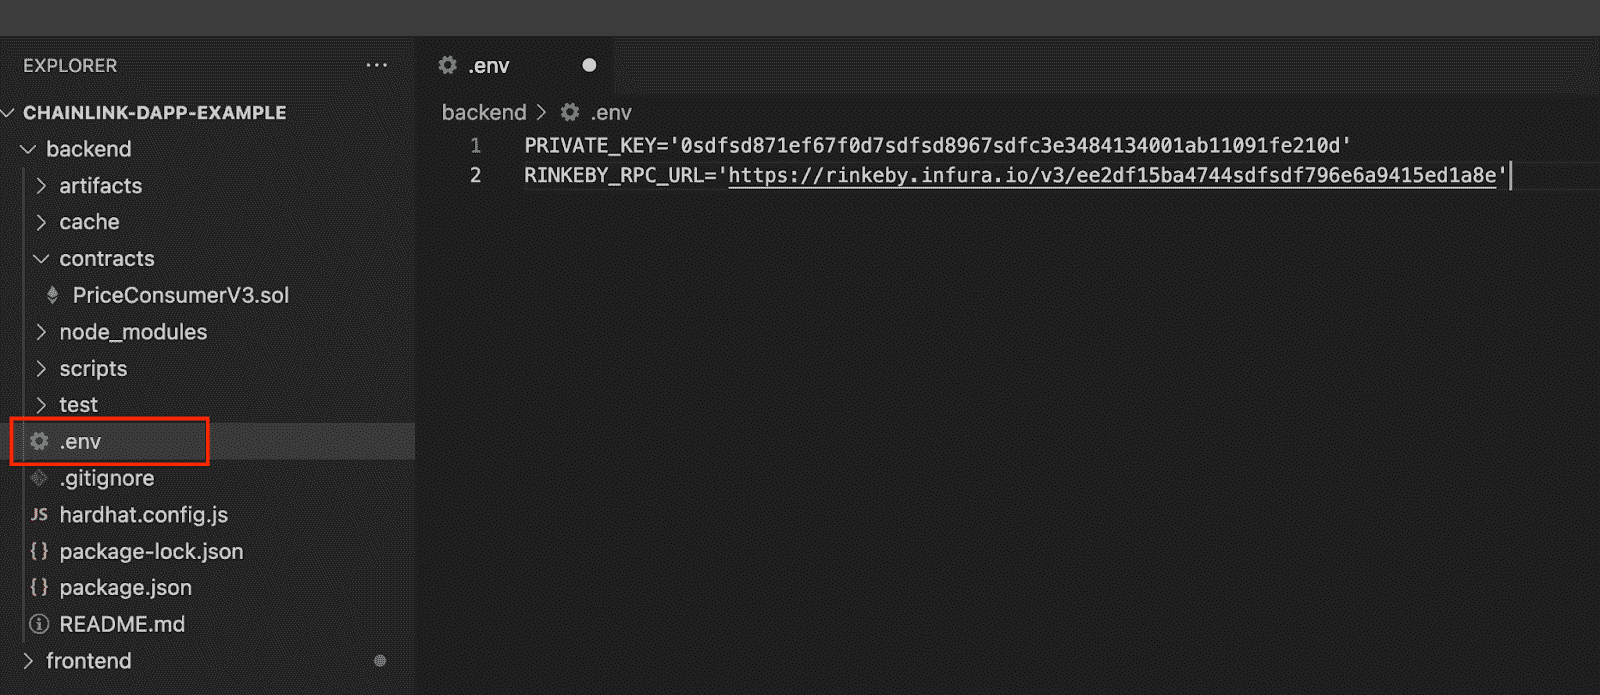 EXPLORER ...
CHAINLINK-DAPP-EXAMPLE
backend
artifacts
cache
contracts
PriceConsumerV3.sol
node_modules
scripts
test
.env
.gitignore
JS hardhat.config.js
{} package-lock.json
{} package.json
README.md
frontend
.env
backend > .env
1 PRIVATE_KEY='0sdfsd871ef67f0d7sdfsd8967sdfc3e3484134001ab11091fe210d'
2 RINKEBY_RPC_URL='https://rinkeby.infura.io/v3/ee2df15ba4744sdfsdf796e6a9415ed1a8e'